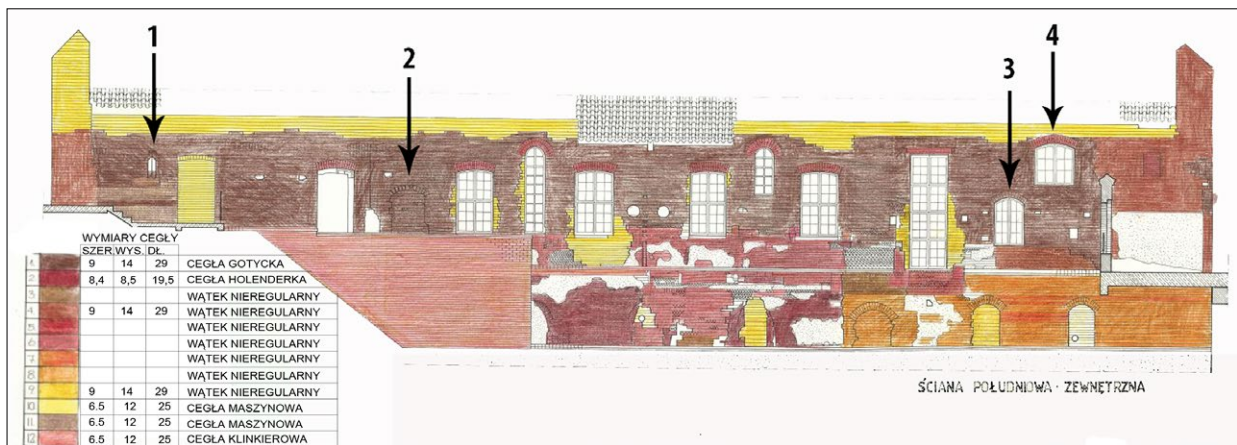 1
2
3
4
WYMIARY CEGŁY
SZER. WYS. DŁ.
1 9 14 29 CEGŁA GOTYCKA
2 8,4 8,5 19,5 CEGŁA HOLENDERKA
3 WĄTEK NIEREGULARNY
4 9 14 29 WĄTEK NIEREGULARNY
5 WĄTEK NIEREGULARNY
6 WĄTEK NIEREGULARNY
7 WĄTEK NIEREGULARNY
8 WĄTEK NIEREGULARNY
9 9 14 29 WĄTEK NIEREGULARNY
10 6.5 12 25 CEGŁA MASZYNOWA
11 6.5 12 25 CEGŁA MASZYNOWA
12 6.5 12 25 CEGŁA KLINKIEROWA
ŚCIANA POŁUDNIOWA · ZEWNĘTRZNA